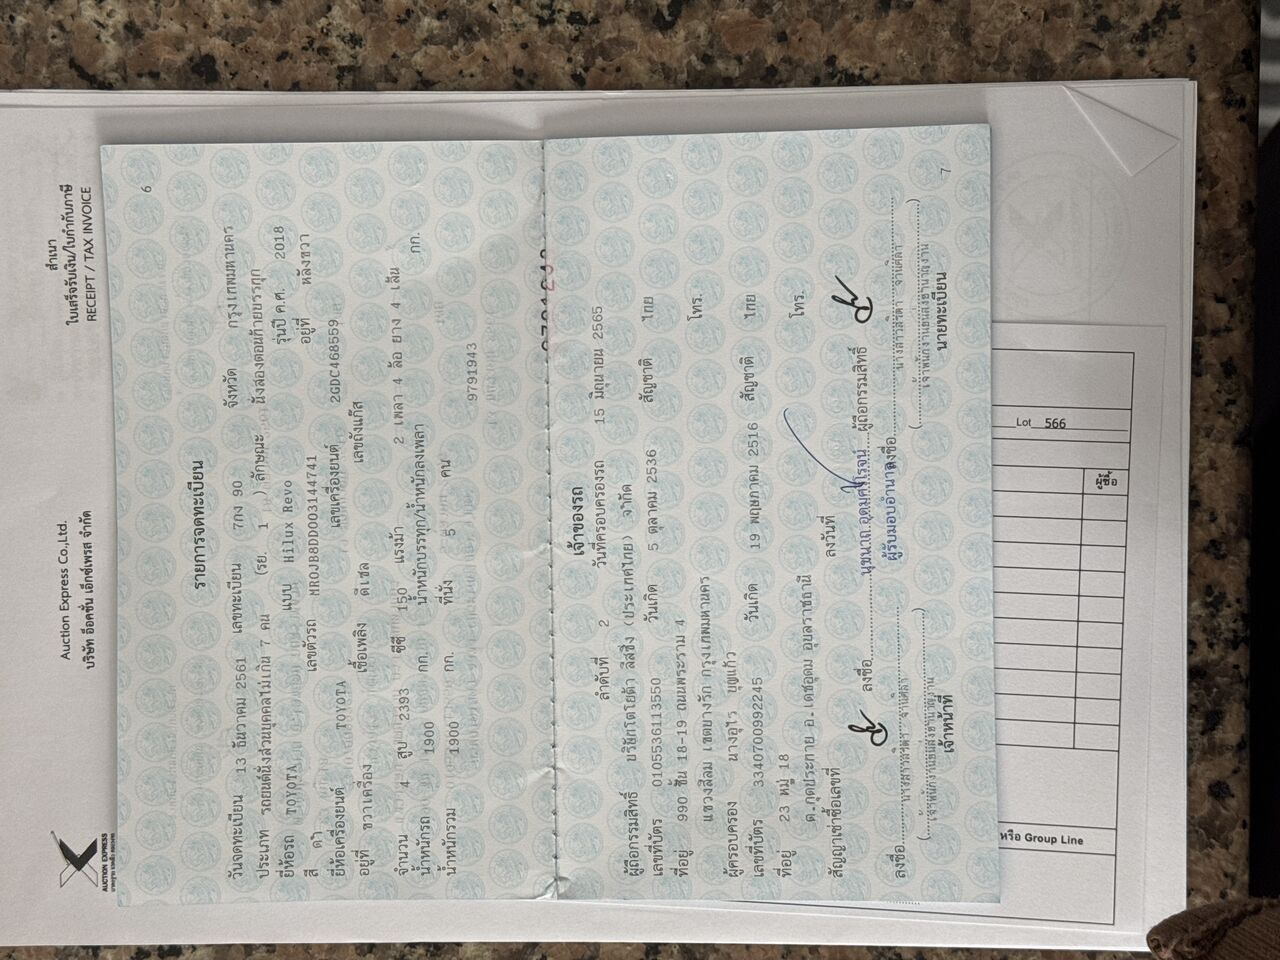 สำเนา
ใบเสร็จรับเงิน/ใบกำกับภาษี
RECEIPT / TAX INVOICE
Auction Express Co.,Ltd.
บริษัท อ๊อคชั่น เอ็กซ์เพรส จำกัด
AUCTION EXPRESS
6
รายการจดทะเบียน
วันจดทะเบียน 13 ธันวาคม 2561 เลขทะเบียน 7กง 90 จังหวัด กรุงเทพมหานคร
ประเภท รถยนต์นั่งส่วนบุคคลไม่เกิน 7 คน (รย. 1 ) ลักษณะ นั่งสองตอนท้ายบรรทุก
ยี่ห้อรถ TOYOTA แบบ Hilux Revo รุ่นปี ค.ศ. 2018
สี ดำ เลขตัวรถ MR0JB8DD003144741 อยู่ที่ หลังขวา
ยี่ห้อเครื่องยนต์ TOYOTA เลขเครื่องยนต์ 2GDC468559
อยู่ที่ ขวาเครื่อง เชื้อเพลิง ดีเซล เลขถังแก๊ส
จำนวน 4 สูบ 2393 ซีซี 150 แรงม้า 2 เพลา 4 ล้อ ยาง 4 เส้น
น้ำหนักรถ 1900 กก. น้ำหนักบรรทุก/น้ำหนักลงเพลา กก.
น้ำหนักรวม 1900 กก. ที่นั่ง 5 คน
9791943
เจ้าของรถ
ลำดับที่ 2 วันที่ครอบครองรถ 15 มิถุนายน 2565
ผู้ถือกรรมสิทธิ์ บริษัทโตโยต้า ลีสซิ่ง (ประเทศไทย) จำกัด
เลขที่บัตร 0105536113550 วันเกิด 5 ตุลาคม 2536 สัญชาติ ไทย
ที่อยู่ 990 ชั้น 18-19 ถนนพระราม 4 โทร.
แขวงสีลม เขตบางรัก กรุงเทพมหานคร
ผู้ครอบครอง นางอุไร บุญแก้ว
เลขที่บัตร 3340700992245 วันเกิด 19 พฤษภาคม 2516 สัญชาติ ไทย
ที่อยู่ 23 หมู่ 18 โทร.
ต.กุดประทาย อ.เดชอุดม อุบลราชธานี
สัญญาเช่าซื้อเลขที่ ลงวันที่
ลงชื่อ ผู้ถือกรรมสิทธิ์
ผู้รับมอบอำนาจ
ลงชื่อ ลงชื่อ
เจ้าหน้าที่ นายทะเบียน
7
Lot 566
ผู้ซื้อ
หรือ Group Line